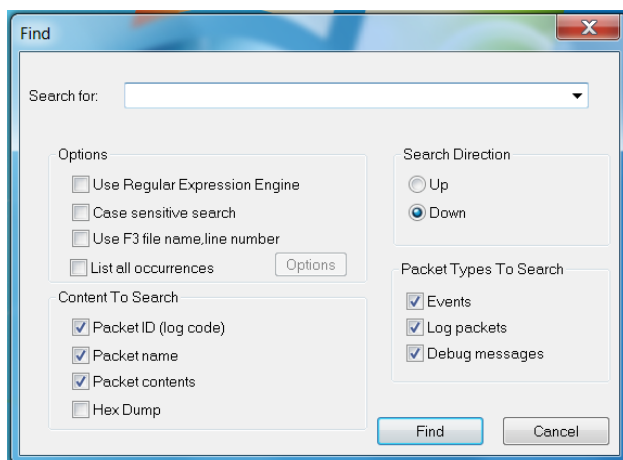 Find
Search for:
Options
Use Regular Expression Engine
Case sensitive search
Use F3 file name,line number
List all occurrences
Options
Content To Search
Packet ID (log code)
Packet name
Packet contents
Hex Dump
Search Direction
Up
Down
Packet Types To Search
Events
Log packets
Debug messages
Find
Cancel